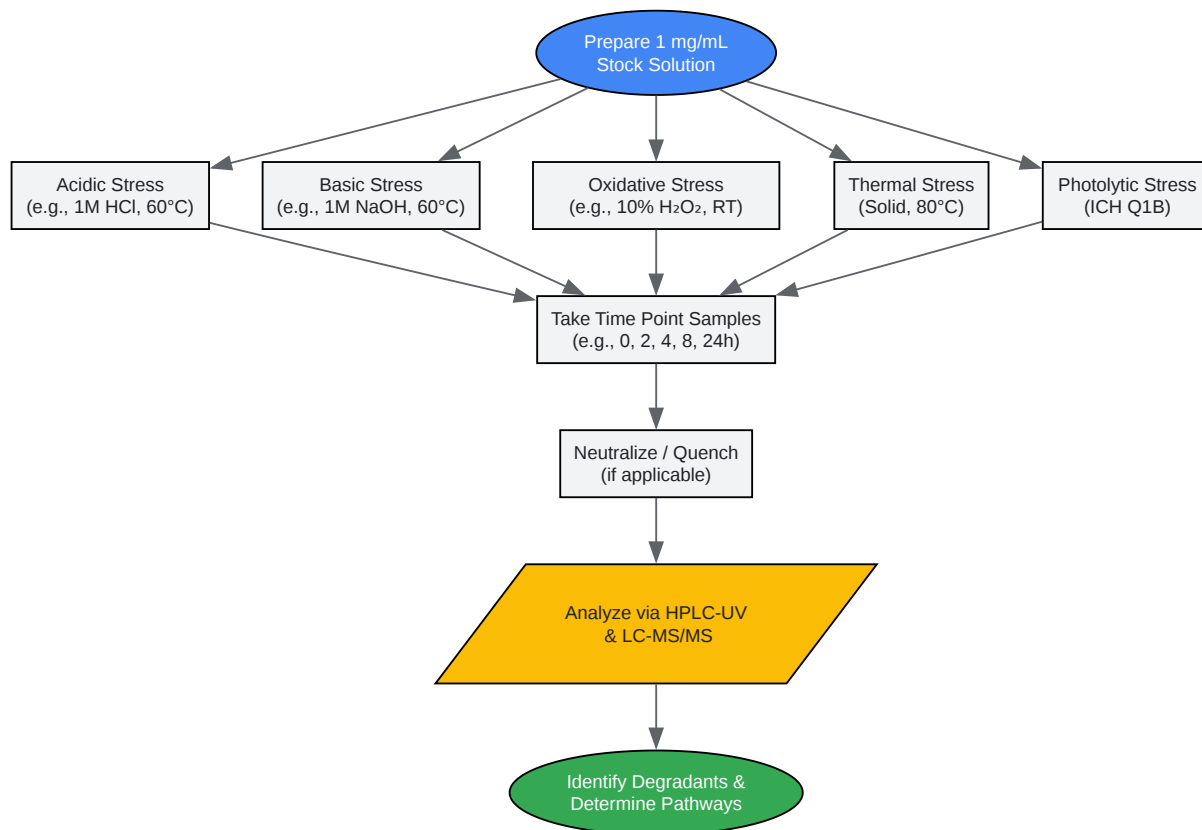 Prepare 1 mg/mL
Stock Solution
Acidic Stress
(e.g., 1M HCl, 60°C)
Basic Stress
(e.g., 1M NaOH, 60°C)
Oxidative Stress
(e.g., 10% H₂O₂, RT)
Thermal Stress
(Solid, 80°C)
Photolytic Stress
(ICH Q1B)
Take Time Point Samples
(e.g., 0, 2, 4, 8, 24h)
Neutralize / Quench
(if applicable)
Analyze via HPLC-UV
& LC-MS/MS
Identify Degradants &
Determine Pathways